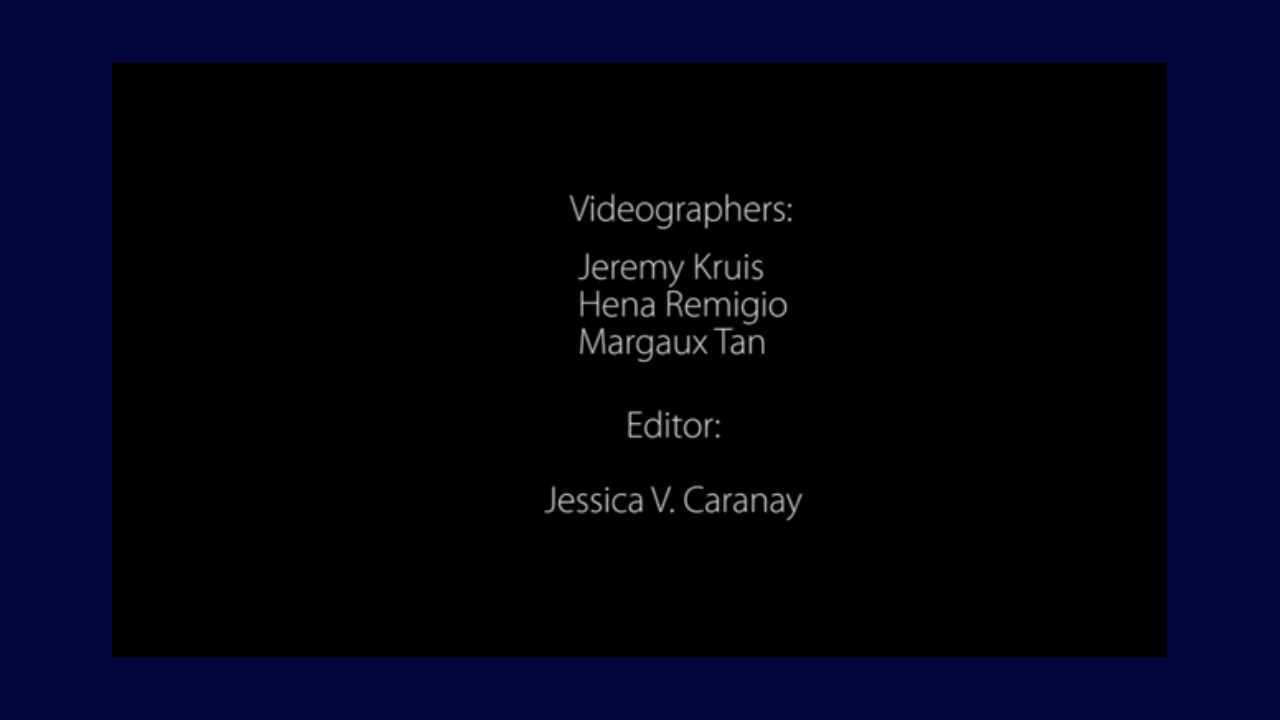 Videographers:
Jeremy Kruis
Hena Remigio
Margaux Tan
Editor:
Jessica V. Caranay